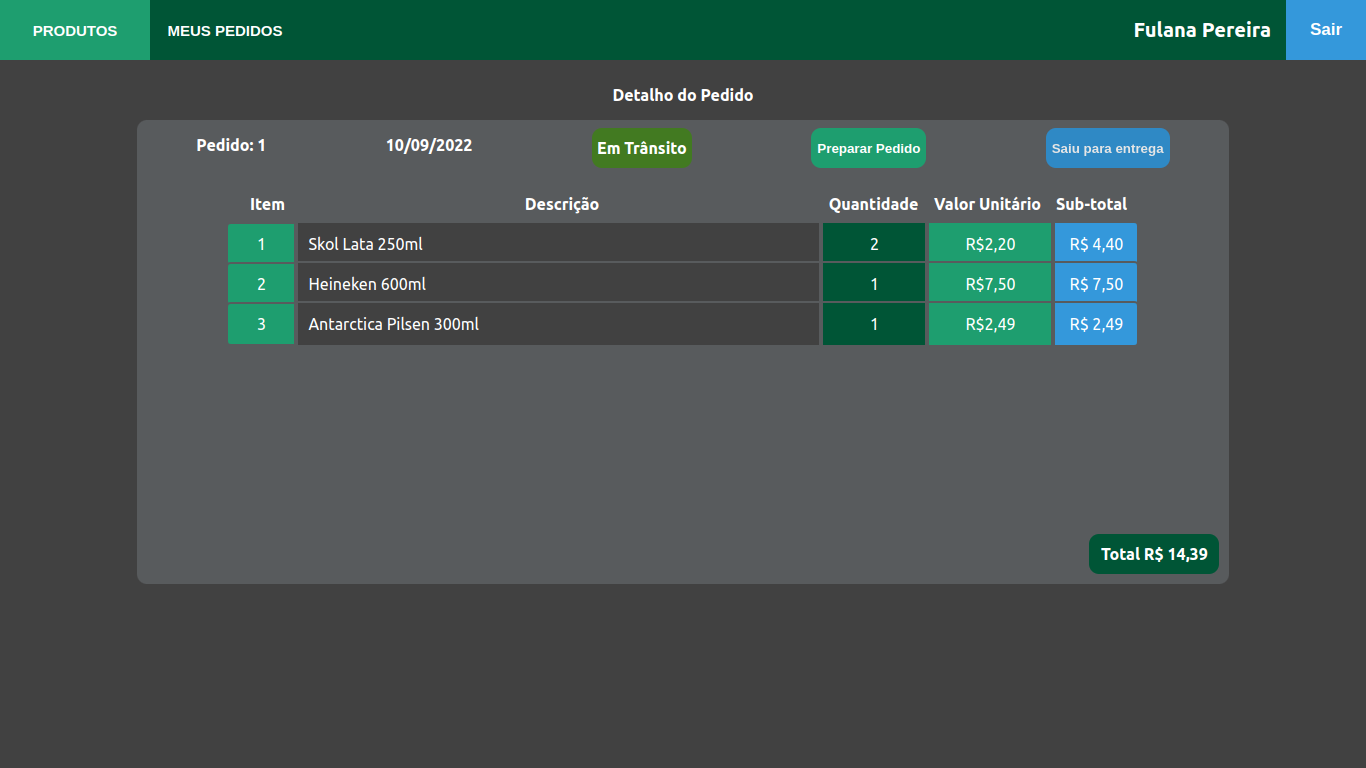 PRODUTOS MEUS PEDIDOS Fulana Pereira Sair
Detalho do Pedido
Pedido: 1 10/09/2022 Em Trânsito Preparar Pedido Saiu para entrega
Item Descrição Quantidade Valor Unitário Sub-total
1 Skol Lata 250ml 2 R$2,20 R$ 4,40
2 Heineken 600ml 1 R$7,50 R$ 7,50
3 Antarctica Pilsen 300ml 1 R$2,49 R$ 2,49
Total R$ 14,39